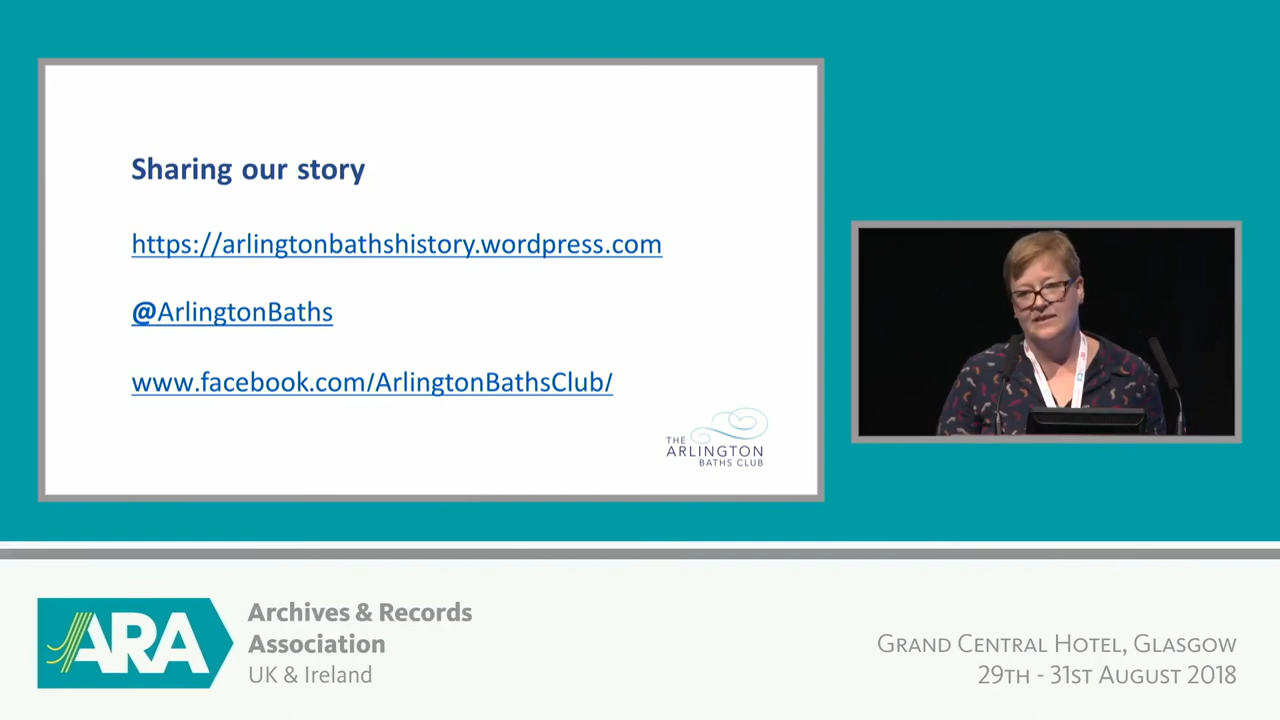 Sharing our story
https://arlingtonbathshistory.wordpress.com
@ArlingtonBaths
www.facebook.com/ArlingtonBathsClub/
THE
ARLINGTON
BATHS CLUB
ARA
Archives & Records
Association
UK & Ireland
Grand Central Hotel, Glasgow
29th - 31st August 2018